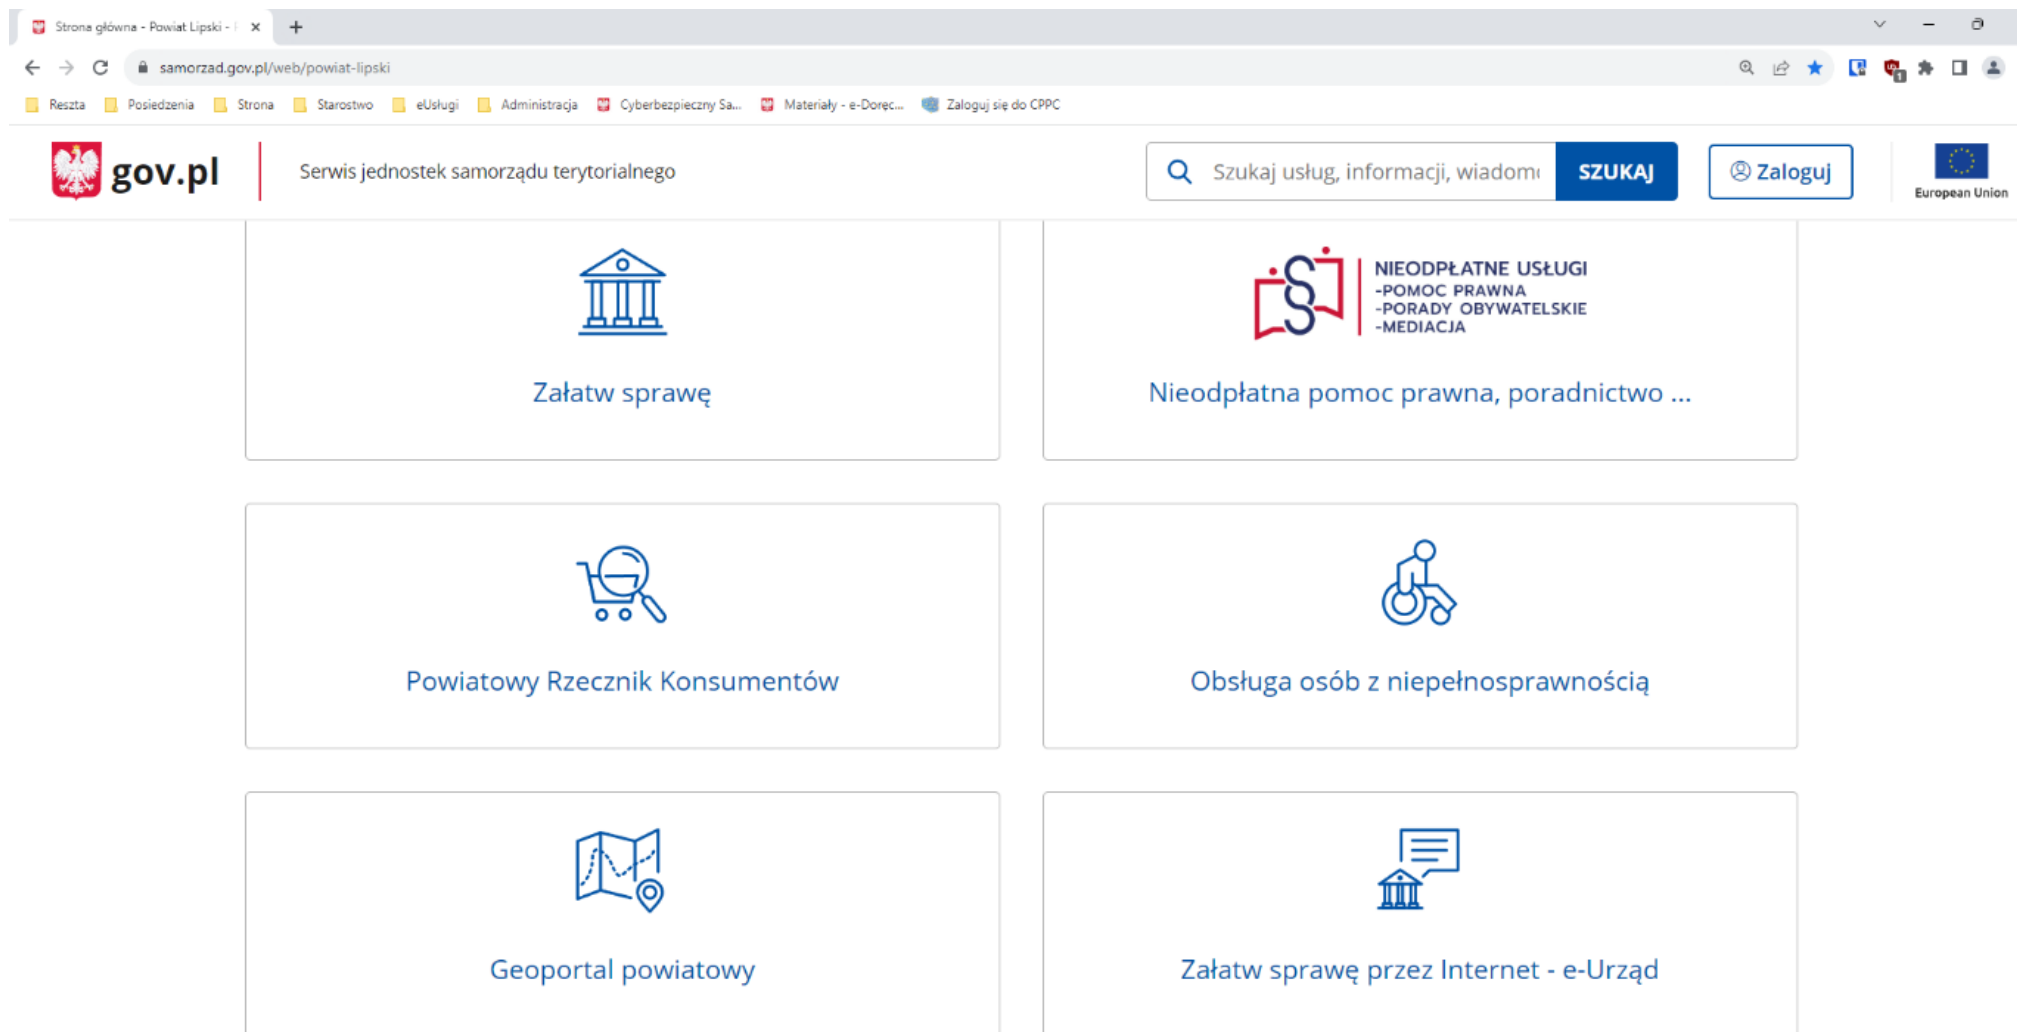 Strona główna - Powiat Lipski -
samorzad.gov.pl/web/powiat-lipski
Reszta Posiedzenia Strona Starostwo eUsługi Administracja Cyberbezpieczny Sa... Materiały - e-Doręc... Zaloguj się do CPPC
gov.pl Serwis jednostek samorządu terytorialnego Szukaj usług, informacji, wiadom SZUKAJ Zaloguj
European Union
NIEODPŁATNE USŁUGI
-POMOC PRAWNA
-PORADY OBYWATELSKIE
-MEDIACJA
Załatw sprawę
Nieodpłatna pomoc prawna, poradnictwo ...
Powiatowy Rzecznik Konsumentów
Obsługa osób z niepełnosprawnością
Geoportal powiatowy
Załatw sprawę przez Internet - e-Urząd